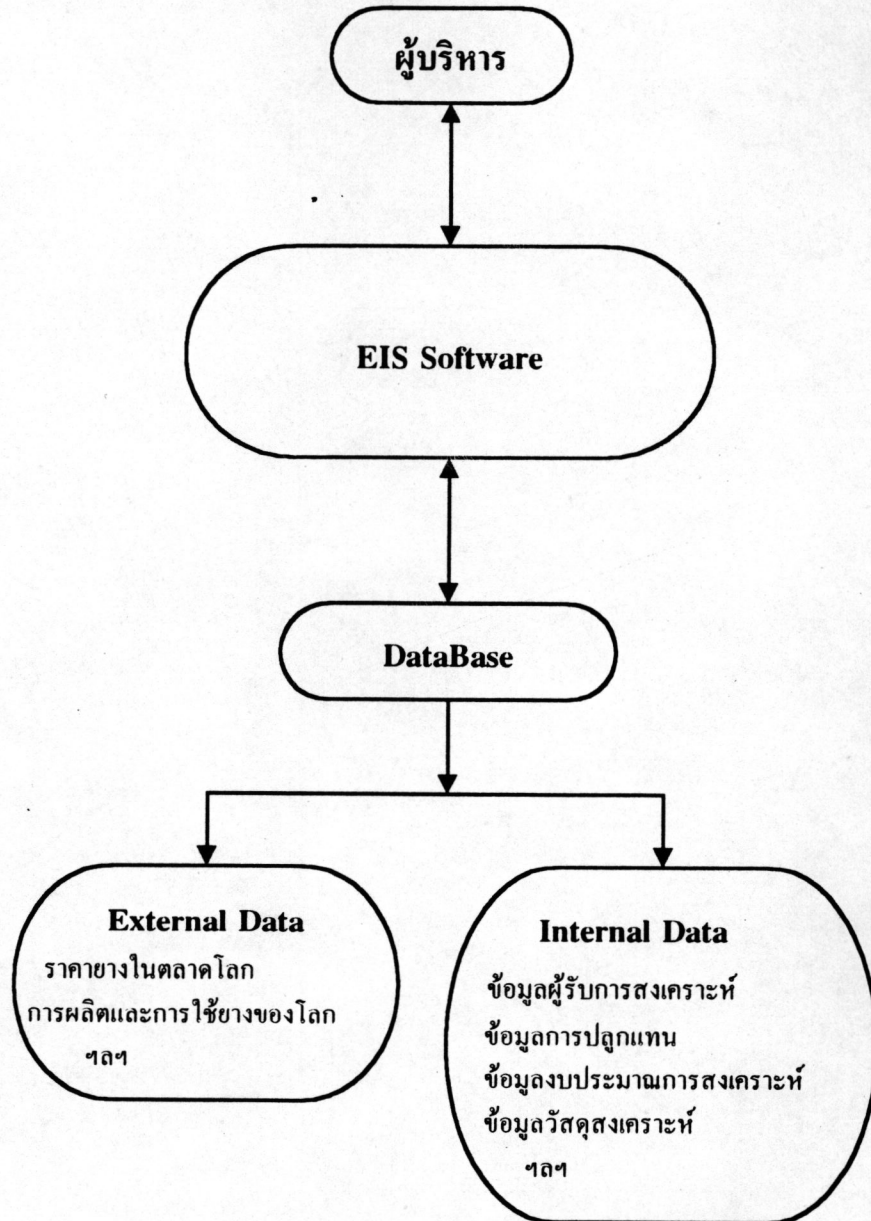 ผู้บริหาร
EIS Software
DataBase
External Data
ราคายางในตลาดโลก
การผลิตและการใช้ยางของโลก
ฯลฯ
Internal Data
ข้อมูลผู้รับการสงเคราะห์
ข้อมูลการปลูกแทน
ข้อมูลงบประมาณการสงเคราะห์
ข้อมูลวัสดุสงเคราะห์
ฯลฯ